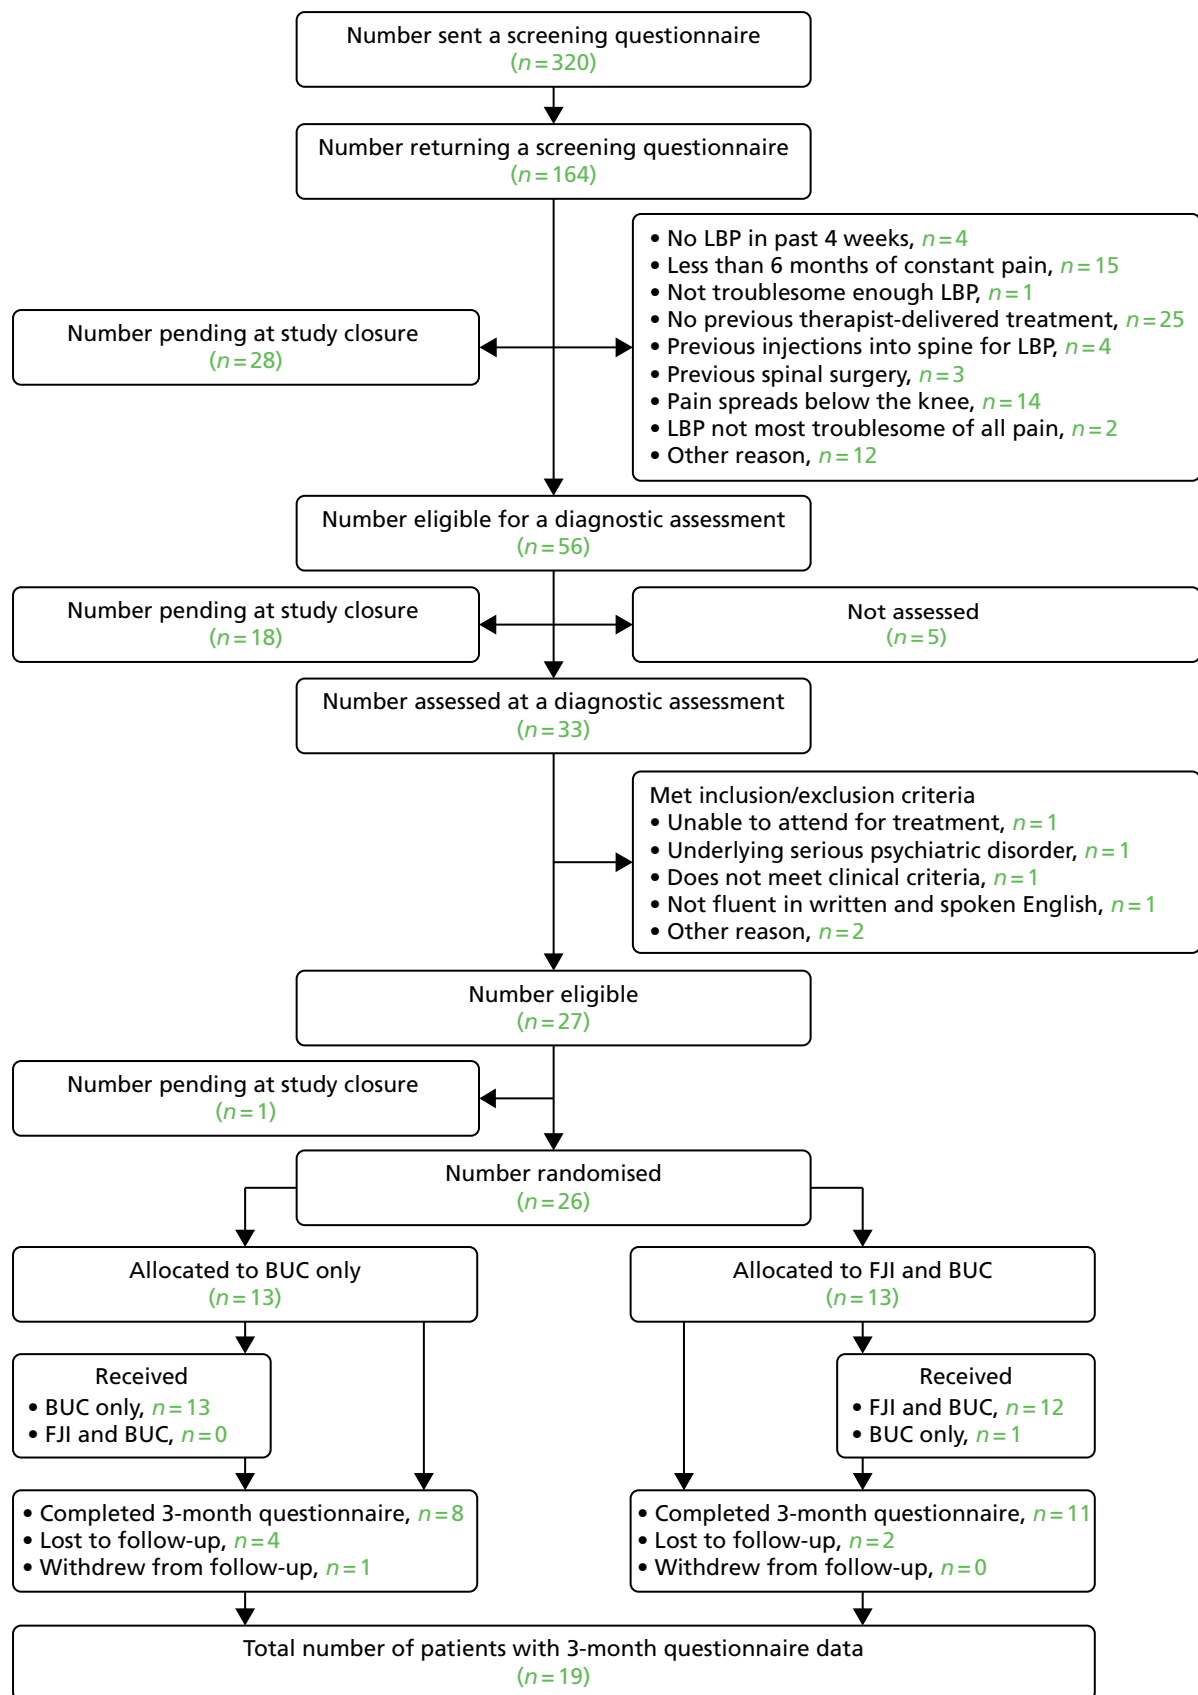 Number sent a screening questionnaire
(n=320)
Number returning a screening questionnaire
(n=164)
• No LBP in past 4 weeks, n=4
• Less than 6 months of constant pain, n=15
• Not troublesome enough LBP, n=1
• No previous therapist-delivered treatment, n=25
• Previous injections into spine for LBP, n=4
• Previous spinal surgery, n=3
• Pain spreads below the knee, n=14
• LBP not most troublesome of all pain, n=2
• Other reason, n=12
Number pending at study closure
(n=28)
Number eligible for a diagnostic assessment
(n=56)
Number pending at study closure
(n=18)
Not assessed
(n=5)
Number assessed at a diagnostic assessment
(n=33)
Met inclusion/exclusion criteria
• Unable to attend for treatment, n=1
• Underlying serious psychiatric disorder, n=1
• Does not meet clinical criteria, n=1
• Not fluent in written and spoken English, n=1
• Other reason, n=2
Number eligible
(n=27)
Number pending at study closure
(n=1)
Number randomised
(n=26)
Allocated to BUC only
(n=13)
Allocated to FJI and BUC
(n=13)
Received
• BUC only, n=13
• FJI and BUC, n=0
Received
• FJI and BUC, n=12
• BUC only, n=1
• Completed 3-month questionnaire, n=8
• Lost to follow-up, n=4
• Withdrew from follow-up, n=1
• Completed 3-month questionnaire, n=11
• Lost to follow-up, n=2
• Withdrew from follow-up, n=0
Total number of patients with 3-month questionnaire data
(n=19)